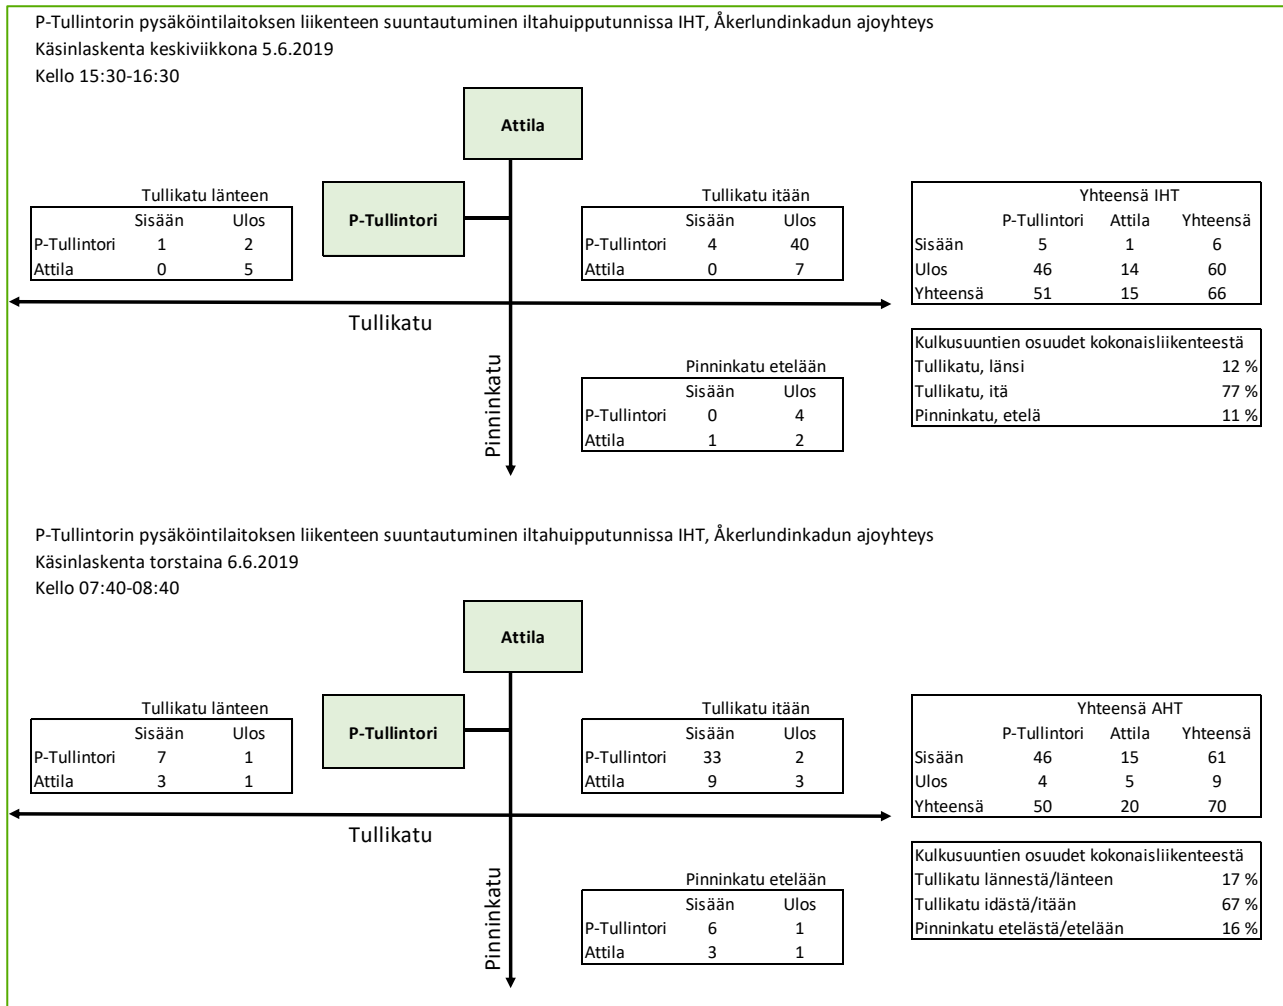 P-Tullintorin pysäköintilaitoksen liikenteen suuntautuminen iltahuipputunnissa IHT, Åkerlundinkadun ajoyhteys
Käsinlaskenta keskiviikkona 5.6.2019
Kello 15:30-16:30
Attila
P-Tullintori
Tullikatu länteen
Sisään Ulos
P-Tullintori 1 2
Attila 0 5
Tullikatu itään
Sisään Ulos
P-Tullintori 4 40
Attila 0 7
Yhteensä IHT
P-Tullintori Attila Yhteensä
Sisään 5 1 6
Ulos 46 14 60
Yhteensä 51 15 66
Tullikatu
Pinninkatu
Pinninkatu etelään
Sisään Ulos
P-Tullintori 0 4
Attila 1 2
Kulkusuuntien osuudet kokonaisliikenteestä
Tullikatu, länsi 12 %
Tullikatu, itä 77 %
Pinninkatu, etelä 11 %
P-Tullintorin pysäköintilaitoksen liikenteen suuntautuminen iltahuipputunnissa IHT, Åkerlundinkadun ajoyhteys
Käsinlaskenta torstaina 6.6.2019
Kello 07:40-08:40
Attila
P-Tullintori
Tullikatu länteen
Sisään Ulos
P-Tullintori 7 1
Attila 3 1
Tullikatu itään
Sisään Ulos
P-Tullintori 33 2
Attila 9 3
Yhteensä AHT
P-Tullintori Attila Yhteensä
Sisään 46 15 61
Ulos 4 5 9
Yhteensä 50 20 70
Tullikatu
Pinninkatu
Pinninkatu etelään
Sisään Ulos
P-Tullintori 6 1
Attila 3 1
Kulkusuuntien osuudet kokonaisliikenteestä
Tullikatu lännestä/länteen 17 %
Tullikatu idästä/itään 67 %
Pinninkatu etelästä/etelään 16 %